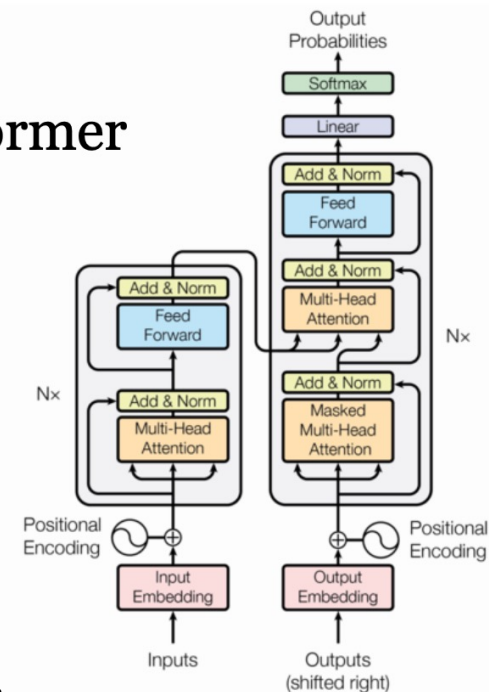 ormer
Output
Probabilities
Softmax
Linear
Add & Norm
Feed
Forward
Add & Norm
Multi-Head
Attention
Add & Norm
Masked
Multi-Head
Attention
Nx
Add & Norm
Feed
Forward
Add & Norm
Multi-Head
Attention
Nx
Positional
Encoding
Positional
Encoding
Input
Embedding
Output
Embedding
Inputs
Outputs
(shifted right)